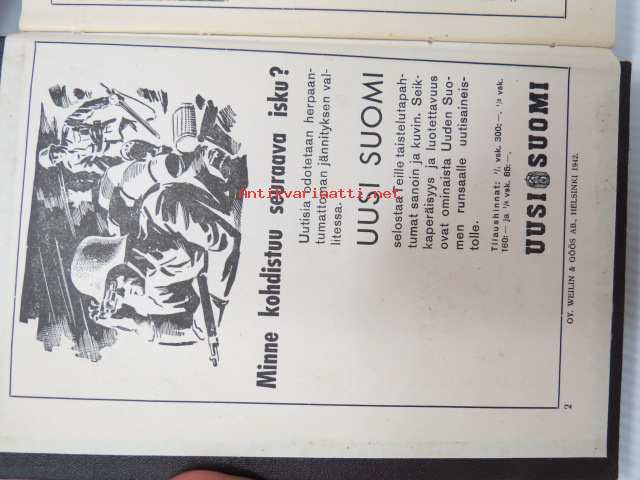 Minne kohdistuu seuraava isku?
Uutisia odotetaan herpaan-
tumattoman jännityksen val-
litessa.
UUSI SUOMI
selostaa Teille taistelutapah-
tumat sanoin ja kuvin. Seik-
kaperäisyys ja luotettavuus
ovat ominaista Uuden Suo-
men runsaalle uutisaineis-
tolle.
Tilaushinnat: 1/1 vsk. 300:—, 1/2 vsk.
160:— ja 1/4 vsk. 85:—.
UUSI SUOMI
2
OY. WEILIN & GÖÖS AB., HELSINKI 1942.
antikvariaatti.net